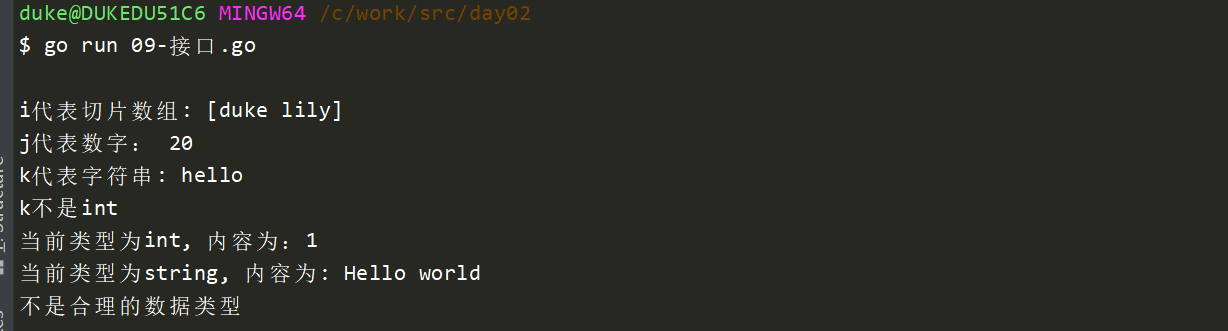 duke@DUKEDU51C6 MINGW64 /c/work/src/day02
$ go run 09-接口.go
i代表切片数组: [duke lily]
j代表数字： 20
k代表字符串: hello
k不是int
当前类型为int, 内容为：1
当前类型为string, 内容为: Hello world
不是合理的数据类型